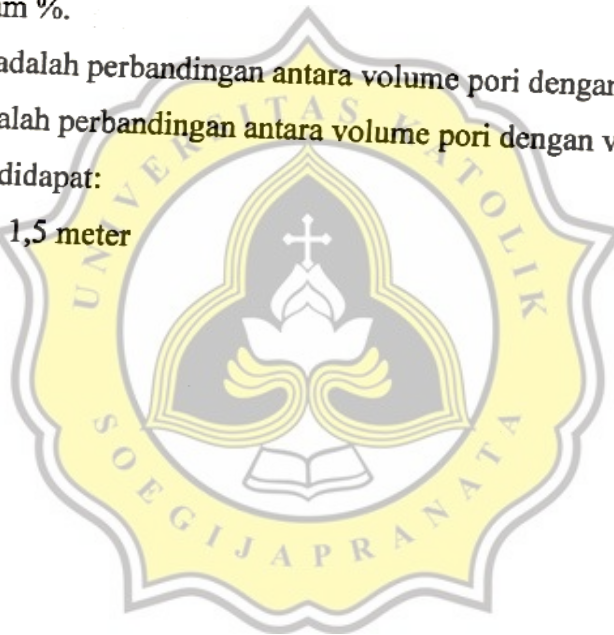 um %.
adalah perbandingan antara volume pori dengan
alah perbandingan antara volume pori dengan v
didapat:
1,5 meter
UNIVERSITAS KATOLIK
SOEGIJAPRANATA